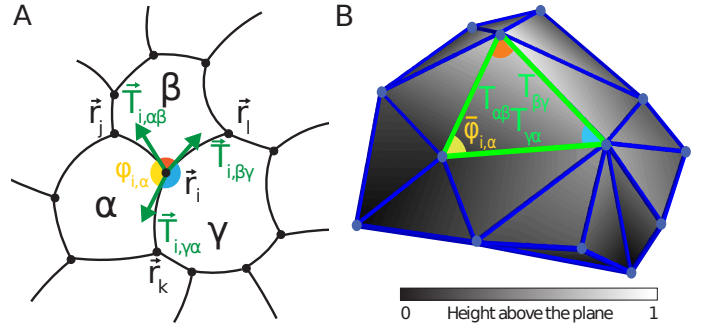 A
β
r⃗j
T⃗i,αβ
r⃗l
φi,α
T⃗i,βγ
r⃗i
α
T⃗i,γα
γ
r⃗k
B
Tβγ
Tαβ
φ̄i,α
Tγα
0 Height above the plane 1